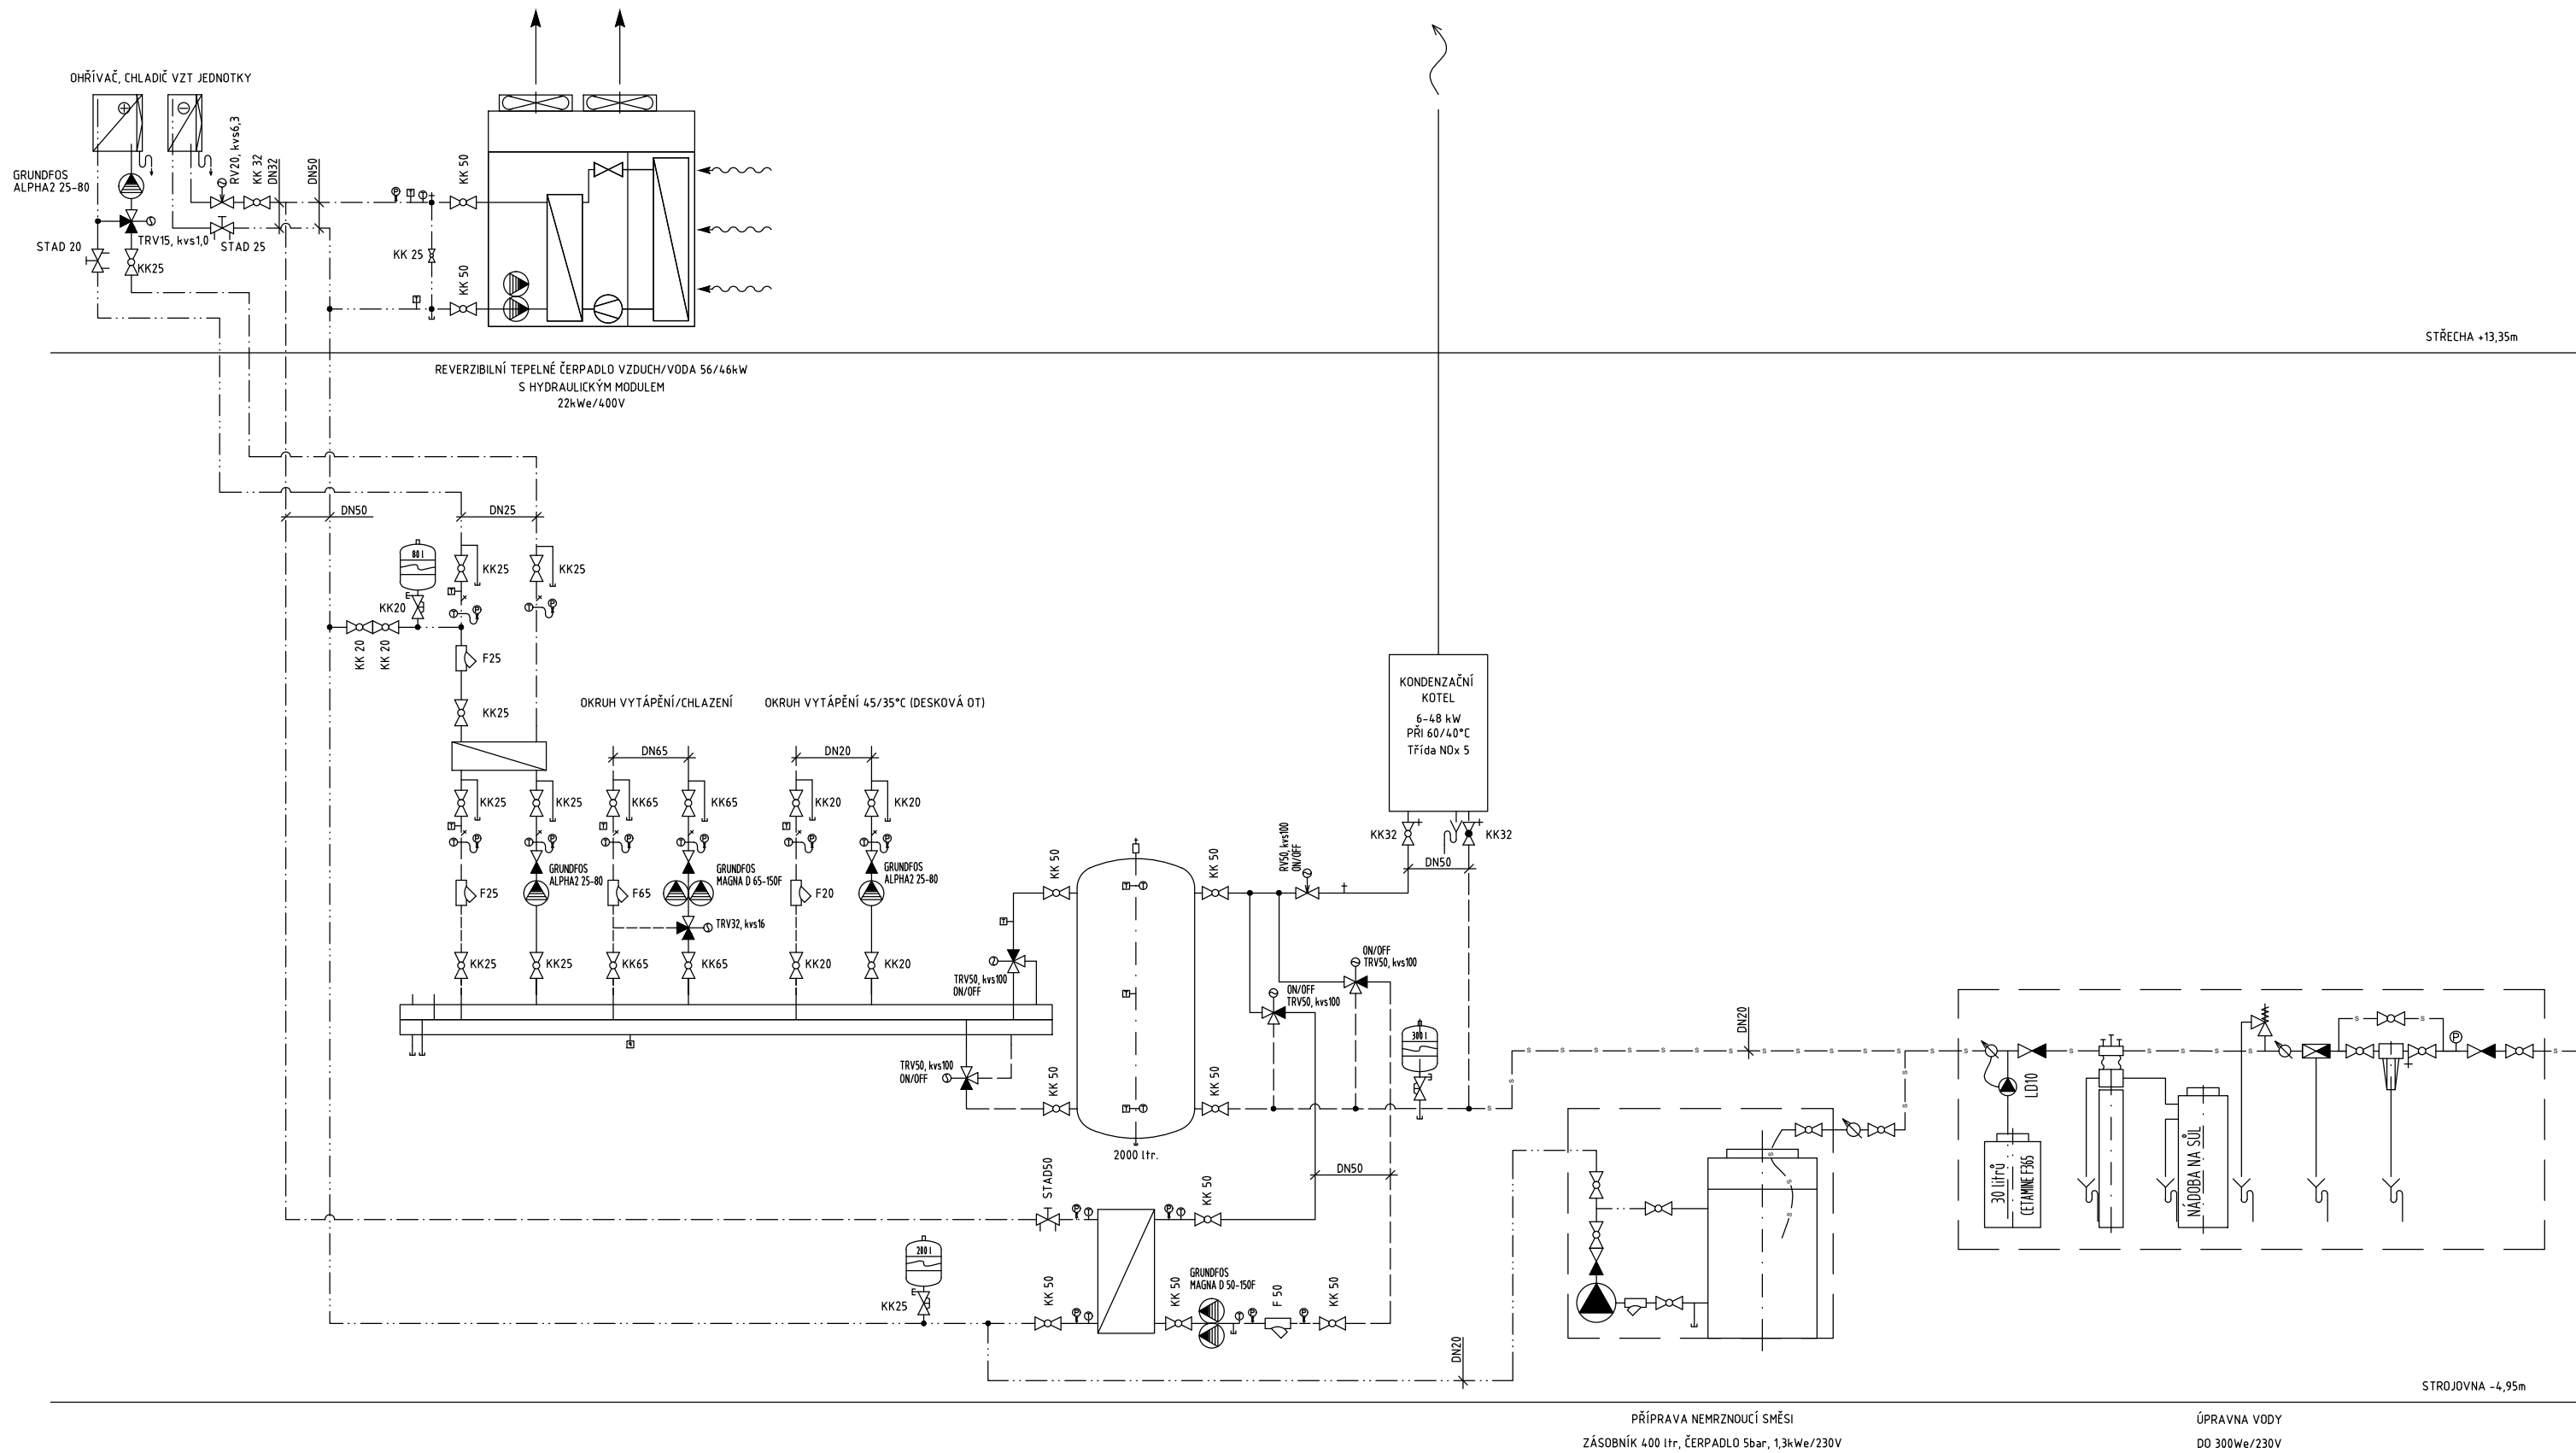 OHŘÍVAČ, CHLADIČ VZT JEDNOTKY
GRUNDFOS
ALPHA2 25-80
RV20, kvs6,3
KK 32
DN32
DN50
STAD 20
TRV15, kvs1,0
STAD 25
KK25
KK 50
KK 25
KK 50
STŘECHA +13,35m
REVERZIBILNÍ TEPELNÉ ČERPADLO VZDUCH/VODA 56/46kW
S HYDRAULICKÝM MODULEM
22kWe/400V
DN50
DN25
80 l
KK25
KK25
KK20
KK 20
KK 20
F25
KK25
OKRUH VYTÁPĚNÍ/CHLAZENÍ
OKRUH VYTÁPĚNÍ 45/35°C (DESKOVÁ OT)
DN65
DN20
KK25
KK25
KK65
KK65
KK20
KK20
GRUNDFOS
ALPHA2 25-80
GRUNDFOS
MAGNA D 65-150F
GRUNDFOS
ALPHA2 25-80
F25
F65
F20
TRV32, kvs16
KK25
KK25
KK65
KK65
KK20
KK20
KONDENZAČNÍ
KOTEL
6-48 kW
PŘI 60/40°C
Třída NOx 5
KK32
KK32
DN50
KK 50
KK 50
RV50, kvs100
ON/OFF
TRV50, kvs100
ON/OFF
ON/OFF
TRV50, kvs100
ON/OFF
TRV50, kvs100
TRV50, kvs100
ON/OFF
300 l
KK 50
KK 50
2000 ltr.
DN50
STAD50
KK 50
200 l
KK25
KK 50
KK 50
GRUNDFOS
MAGNA D 50-150F
F 50
KK 50
DN20
DN20
LD10
30 litrů
CETAMINE F365
NÁDOBA NA SŮL
STROJOVNA -4,95m
PŘÍPRAVA NEMRZNOUCÍ SMĚSI
ZÁSOBNÍK 400 ltr, ČERPADLO 5bar, 1,3kWe/230V
ÚPRAVNA VODY
DO 300We/230V